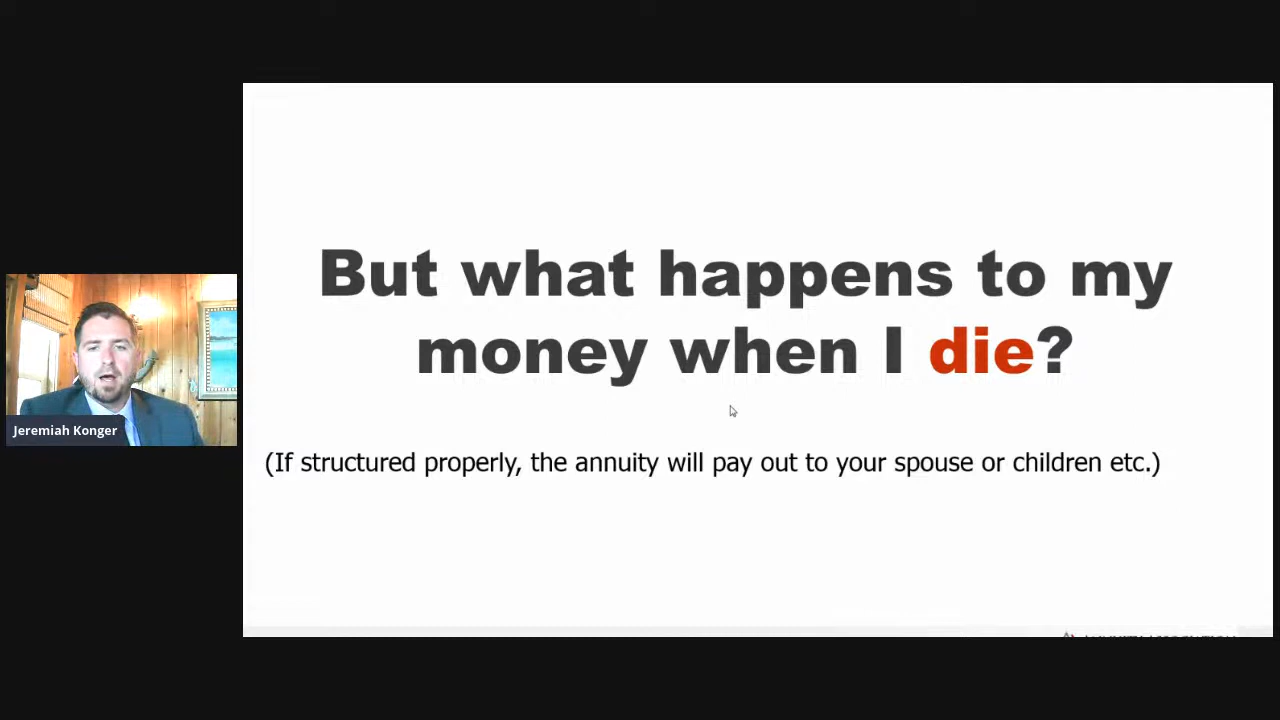 But what happens to my
money when I die?
(If structured properly, the annuity will pay out to your spouse or children etc.)
Jeremiah Konger